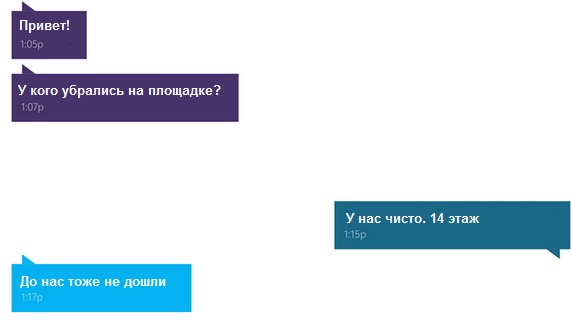 Привет!
1:05p
У кого убрались на площадке?
1:07p
У нас чисто. 14 этаж
1:15p
До нас тоже не дошли
1:17p